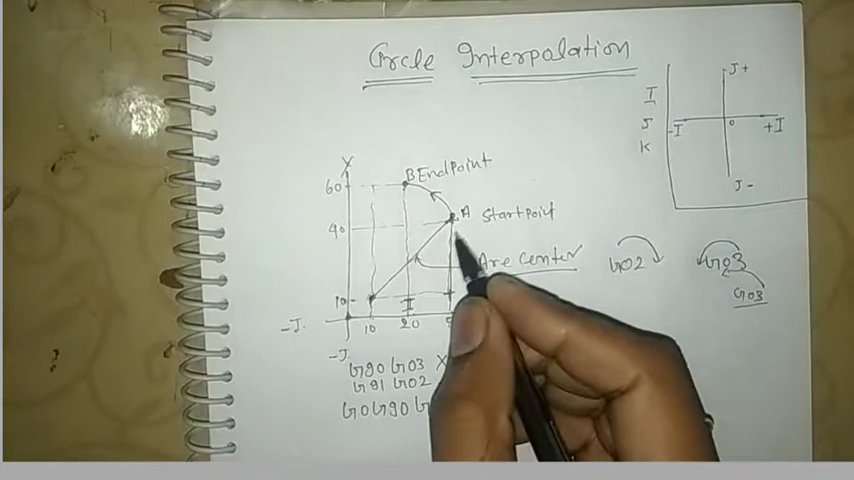 Circle Interpolation
J+
I
J
K
-I
0
+I
J-
Y
60
B End Point
40
A Start Point
Arc Center
G02
G03
G03
10
-J.
10
20
-J.
G90 G03 X
G91 G02
G0 G90 G